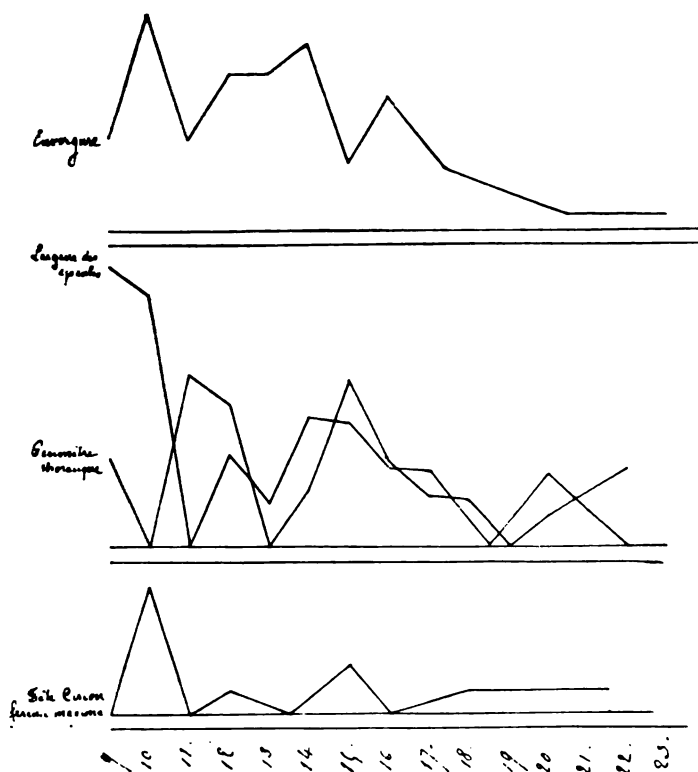 Envergure
Largeur des
épaules
Périmètre
thoracique
Tête
9 10 11. 12 13 14 15. 16 17. 18. 19 20 21. 22. 23.